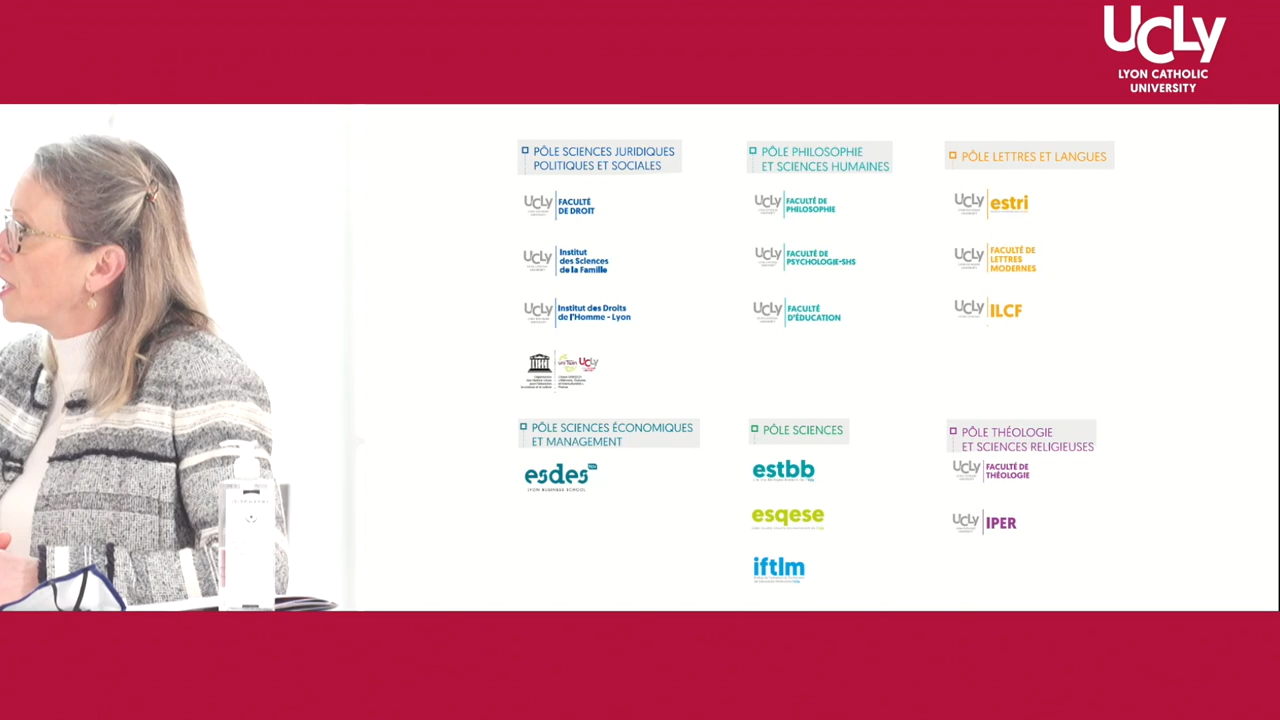 UCLy
LYON CATHOLIC
UNIVERSITY
PÔLE SCIENCES JURIDIQUES
POLITIQUES ET SOCIALES
UCLy FACULTÉ
DE DROIT
UCLy Institut
des Sciences
de la Famille
UCLy Institut des Droits
de l'Homme - Lyon
UCLy
PÔLE PHILOSOPHIE
ET SCIENCES HUMAINES
UCLy FACULTÉ DE
PHILOSOPHIE
UCLy FACULTÉ DE
PSYCHOLOGIE-SHS
UCLy FACULTÉ
D'ÉDUCATION
PÔLE LETTRES ET LANGUES
UCLy estri
UCLy FACULTÉ DE
LETTRES
MODERNES
UCLy ILCF
PÔLE SCIENCES ÉCONOMIQUES
ET MANAGEMENT
esdes
LYON BUSINESS SCHOOL
PÔLE SCIENCES
estbb
esqese
iftlm
PÔLE THÉOLOGIE
ET SCIENCES RELIGIEUSES
UCLy FACULTÉ DE
THÉOLOGIE
UCLy IPER